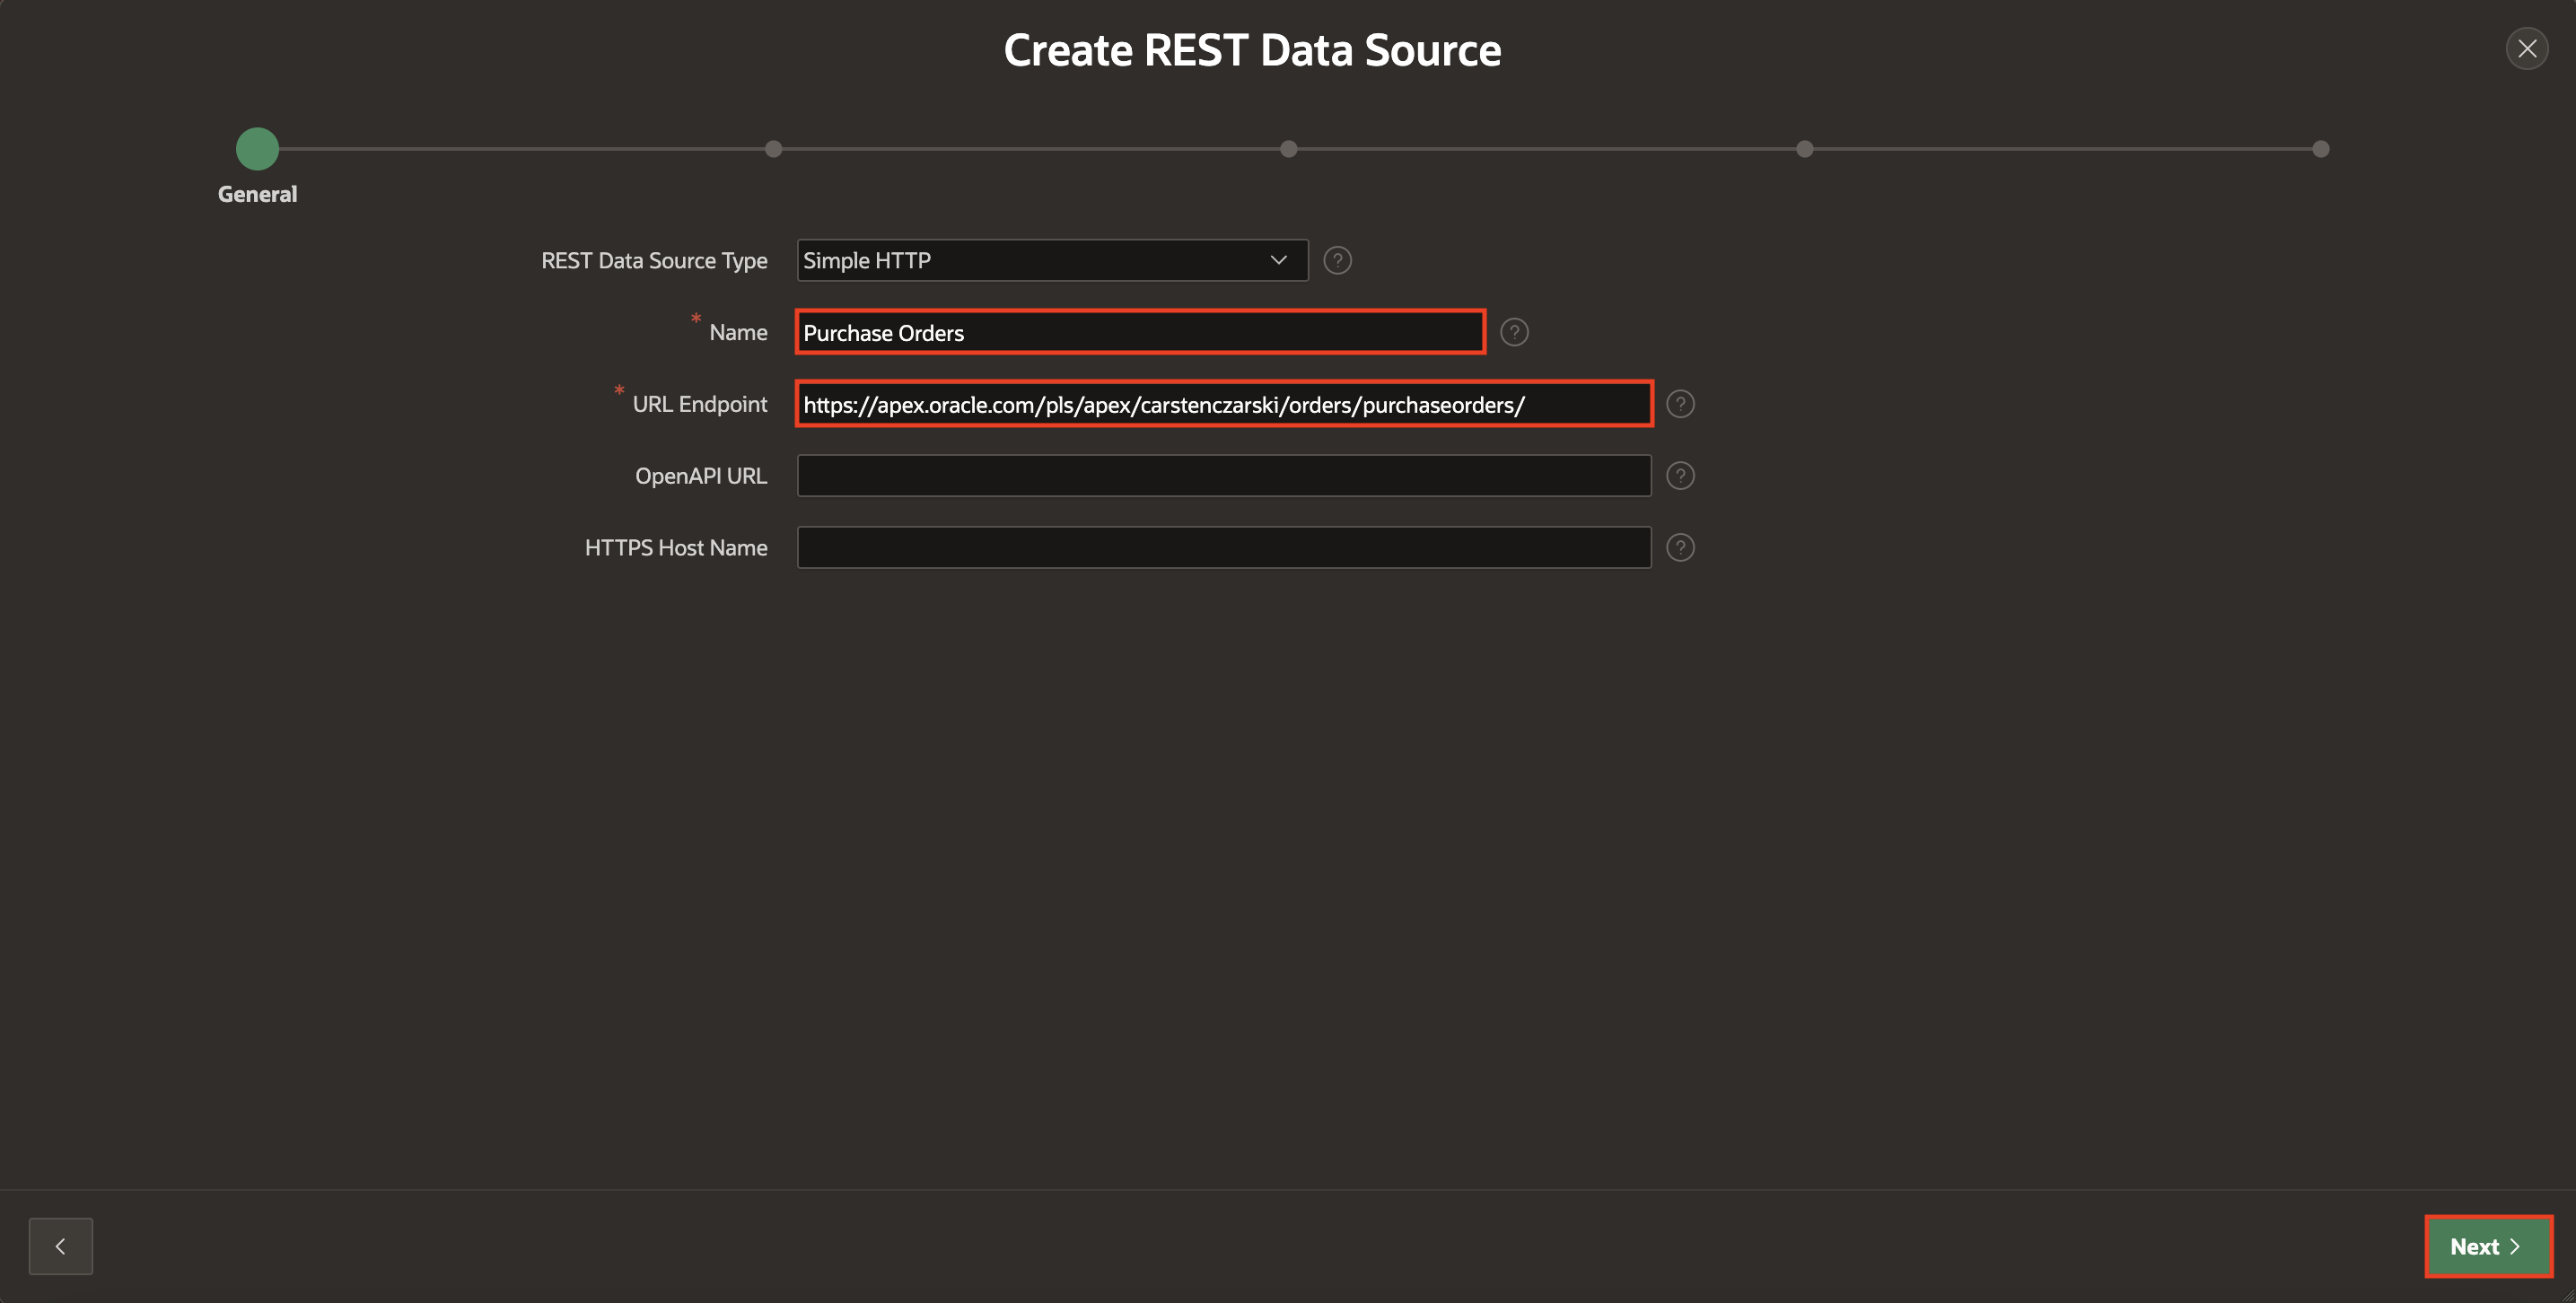 Create REST Data Source
General
REST Data Source Type Simple HTTP ?
* Name Purchase Orders ?
* URL Endpoint https://apex.oracle.com/pls/apex/carstenczarski/orders/purchaseorders/ ?
OpenAPI URL ?
HTTPS Host Name ?
Next